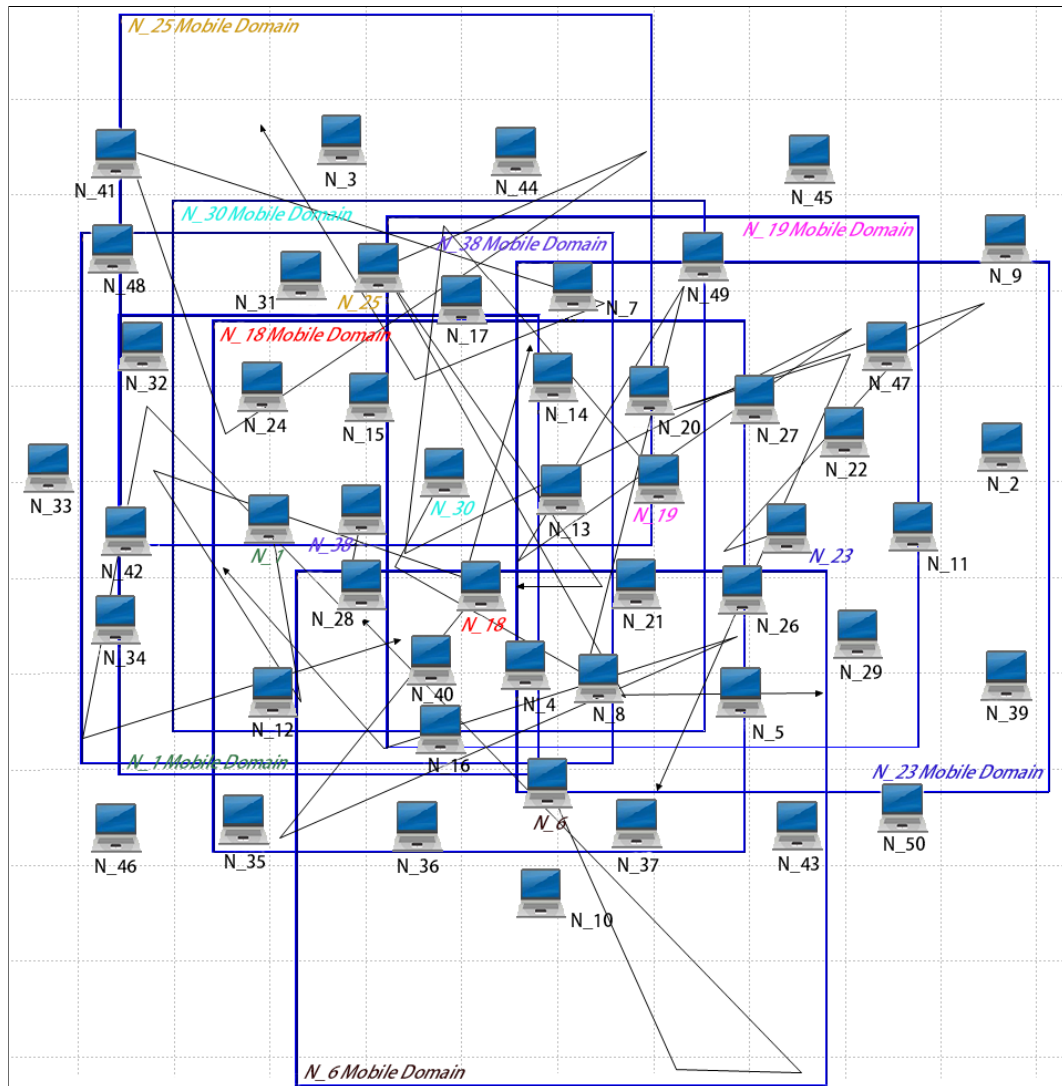 N_25 Mobile Domain
N_3
N_44
N_45
N_41
N_30 Mobile Domain
N_19 Mobile Domain
N_38 Mobile Domain
N_9
N_48
N_31
N_25
N_49
N_7
N_17
N_18 Mobile Domain
N_32
N_47
N_24
N_15
N_14
N_20
N_27
N_22
N_2
N_33
N_30
N_19
N_13
N_42
N_1
N_38
N_23
N_11
N_28
N_18
N_21
N_26
N_34
N_29
N_40
N_4
N_12
N_8
N_5
N_39
N_16
N_1 Mobile Domain
N_23 Mobile Domain
N_6
N_46
N_35
N_36
N_37
N_43
N_50
N_10
N_6 Mobile Domain